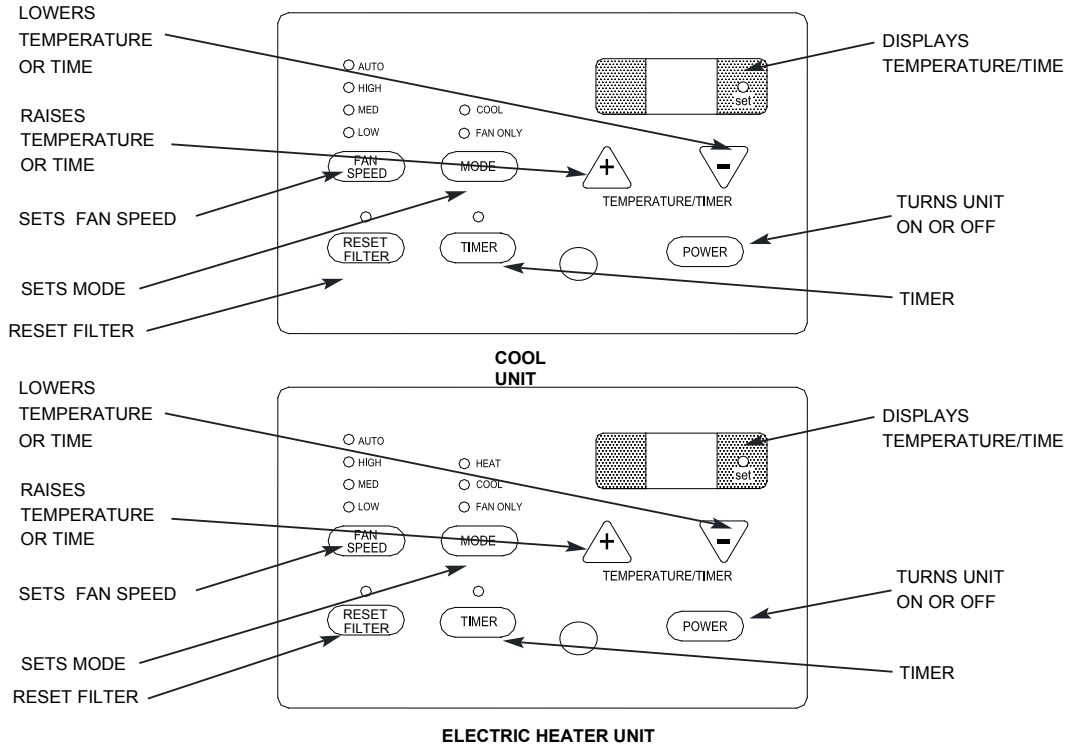 LOWERS
TEMPERATURE
OR TIME
RAISES
TEMPERATURE
OR TIME
SETS FAN SPEED
SETS MODE
RESET FILTER
AUTO
HIGH
MED
LOW
FAN
SPEED
COOL
FAN ONLY
MODE
RESET
FILTER
TIMER
set
+
-
TEMPERATURE/TIMER
POWER
DISPLAYS
TEMPERATURE/TIME
TURNS UNIT
ON OR OFF
TIMER
COOL
UNIT
LOWERS
TEMPERATURE
OR TIME
RAISES
TEMPERATURE
OR TIME
SETS FAN SPEED
SETS MODE
RESET FILTER
AUTO
HIGH
MED
LOW
FAN
SPEED
HEAT
COOL
FAN ONLY
MODE
RESET
FILTER
TIMER
set
+
-
TEMPERATURE/TIMER
POWER
DISPLAYS
TEMPERATURE/TIME
TURNS UNIT
ON OR OFF
TIMER
ELECTRIC HEATER UNIT